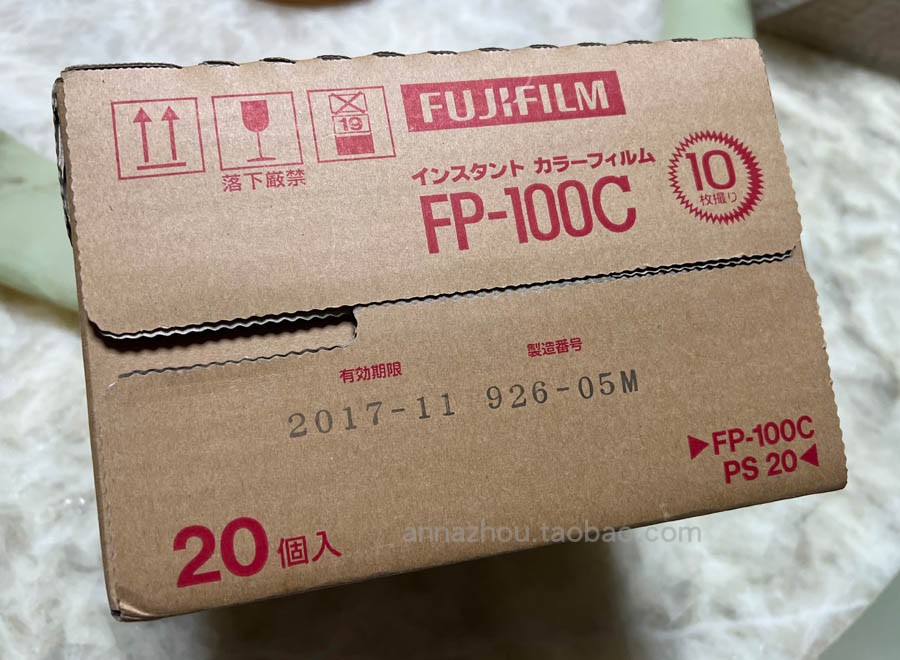 19
落下厳禁
FUJIFILM
インスタント カラーフィルム
FP-100C
10
枚撮り
有効期限
製造番号
2017-11 926-05M
▶FP-100C
PS 20◀
20個入
annazhou.taobao.com